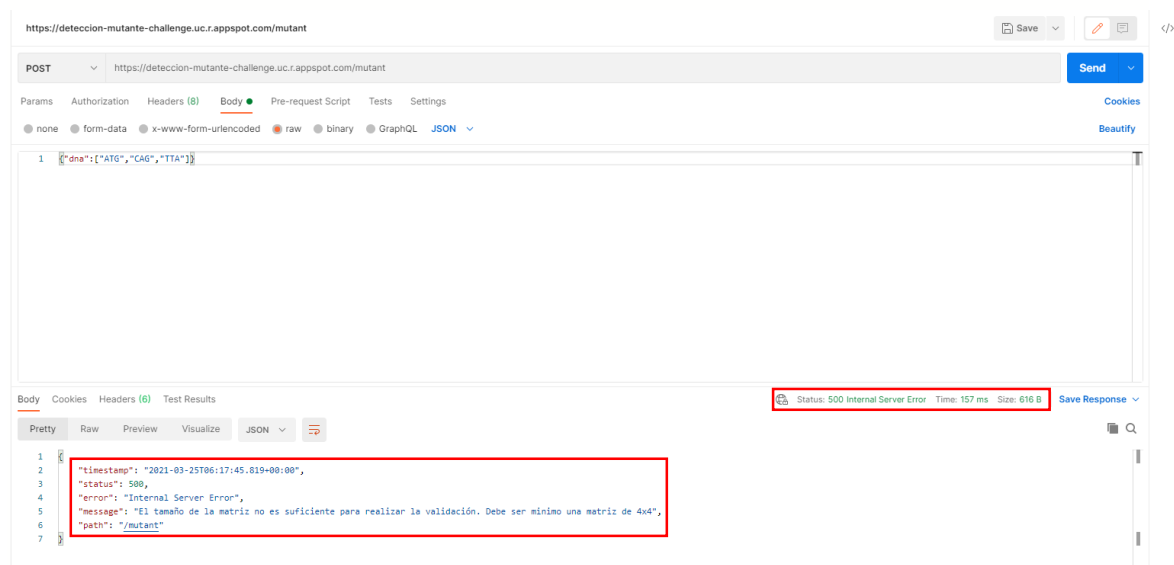 https://deteccion-mutante-challenge.uc.r.appspot.com/mutant
Save
</>
POST https://deteccion-mutante-challenge.uc.r.appspot.com/mutant
Send
Params Authorization Headers (8) Body Pre-request Script Tests Settings
Cookies
none form-data x-www-form-urlencoded raw binary GraphQL JSON
Beautify
1 {"dna":["ATG","CAG","TTA"]}
Body Cookies Headers (6) Test Results
Status: 500 Internal Server Error Time: 157 ms Size: 616 B
Save Response
Pretty Raw Preview Visualize JSON
1 {
2 "timestamp": "2021-03-25T06:17:45.819+00:00",
3 "status": 500,
4 "error": "Internal Server Error",
5 "message": "El tamaño de la matriz no es suficiente para realizar la validación. Debe ser minimo una matriz de 4x4",
6 "path": "/mutant"
7 }